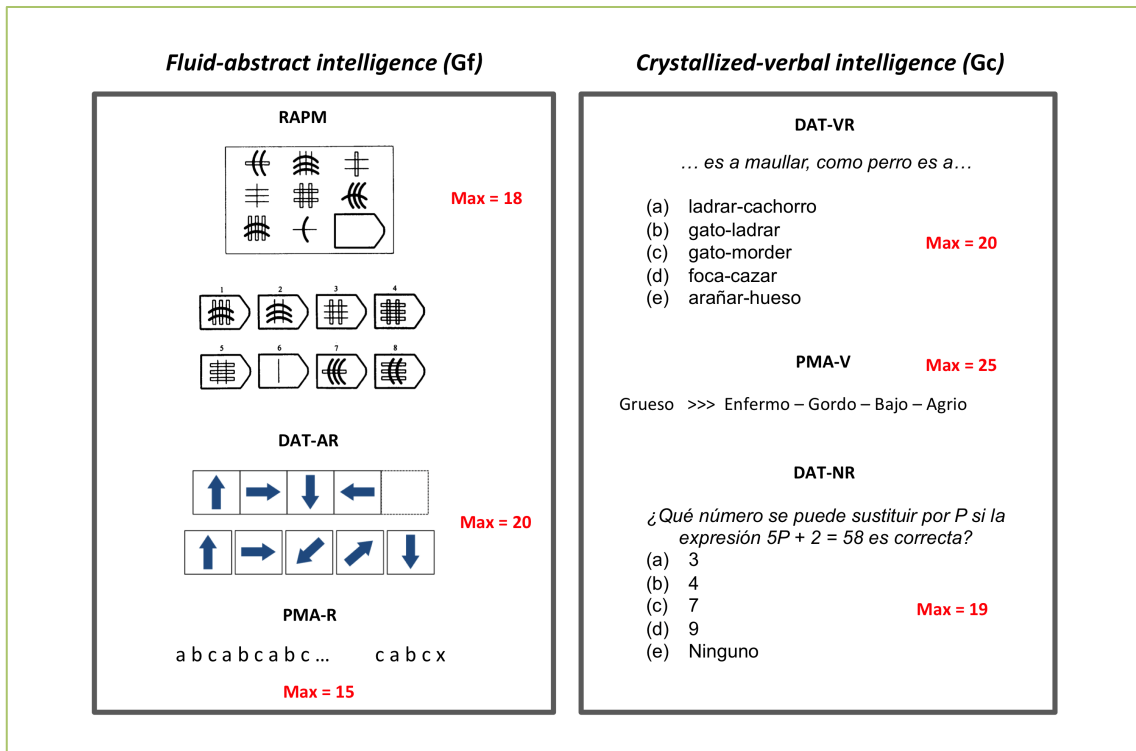 Fluid-abstract intelligence (Gf)
RAPM
Max = 18
1 2 3 4
5 6 7 8
DAT-AR
Max = 20
PMA-R
a b c a b c a b c ... c a b c x
Max = 15
Crystallized-verbal intelligence (Gc)
DAT-VR
… es a maullar, como perro es a…
(a) ladrar-cachorro
(b) gato-ladrar
(c) gato-morder
(d) foca-cazar
(e) arañar-hueso
Max = 20
PMA-V
Max = 25
Grueso >>> Enfermo – Gordo – Bajo – Agrio
DAT-NR
¿Qué número se puede sustituir por P si la
expresión 5P + 2 = 58 es correcta?
(a) 3
(b) 4
(c) 7
(d) 9
(e) Ninguno
Max = 19